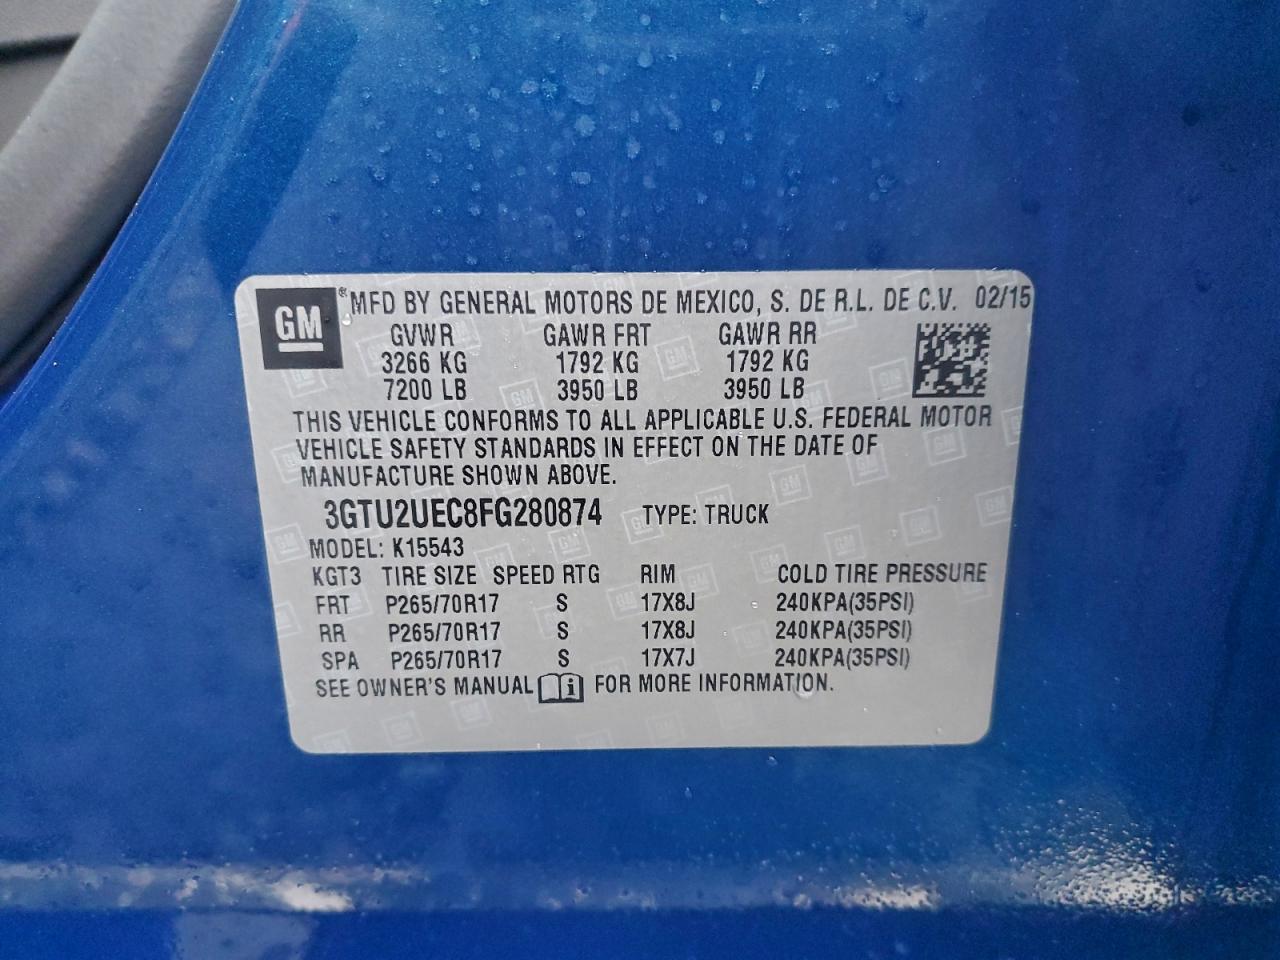 GM
®MFD BY GENERAL MOTORS DE MEXICO, S. DE R.L. DE C.V. 02/15
GVWR GAWR FRT GAWR RR
3266 KG 1792 KG 1792 KG
7200 LB 3950 LB 3950 LB
THIS VEHICLE CONFORMS TO ALL APPLICABLE U.S. FEDERAL MOTOR
VEHICLE SAFETY STANDARDS IN EFFECT ON THE DATE OF
MANUFACTURE SHOWN ABOVE.
3GTU2UEC8FG280874 TYPE: TRUCK
MODEL: K15543
KGT3 TIRE SIZE SPEED RTG RIM COLD TIRE PRESSURE
FRT P265/70R17 S 17X8J 240KPA(35PSI)
RR P265/70R17 S 17X8J 240KPA(35PSI)
SPA P265/70R17 S 17X7J 240KPA(35PSI)
SEE OWNER'S MANUAL i FOR MORE INFORMATION.